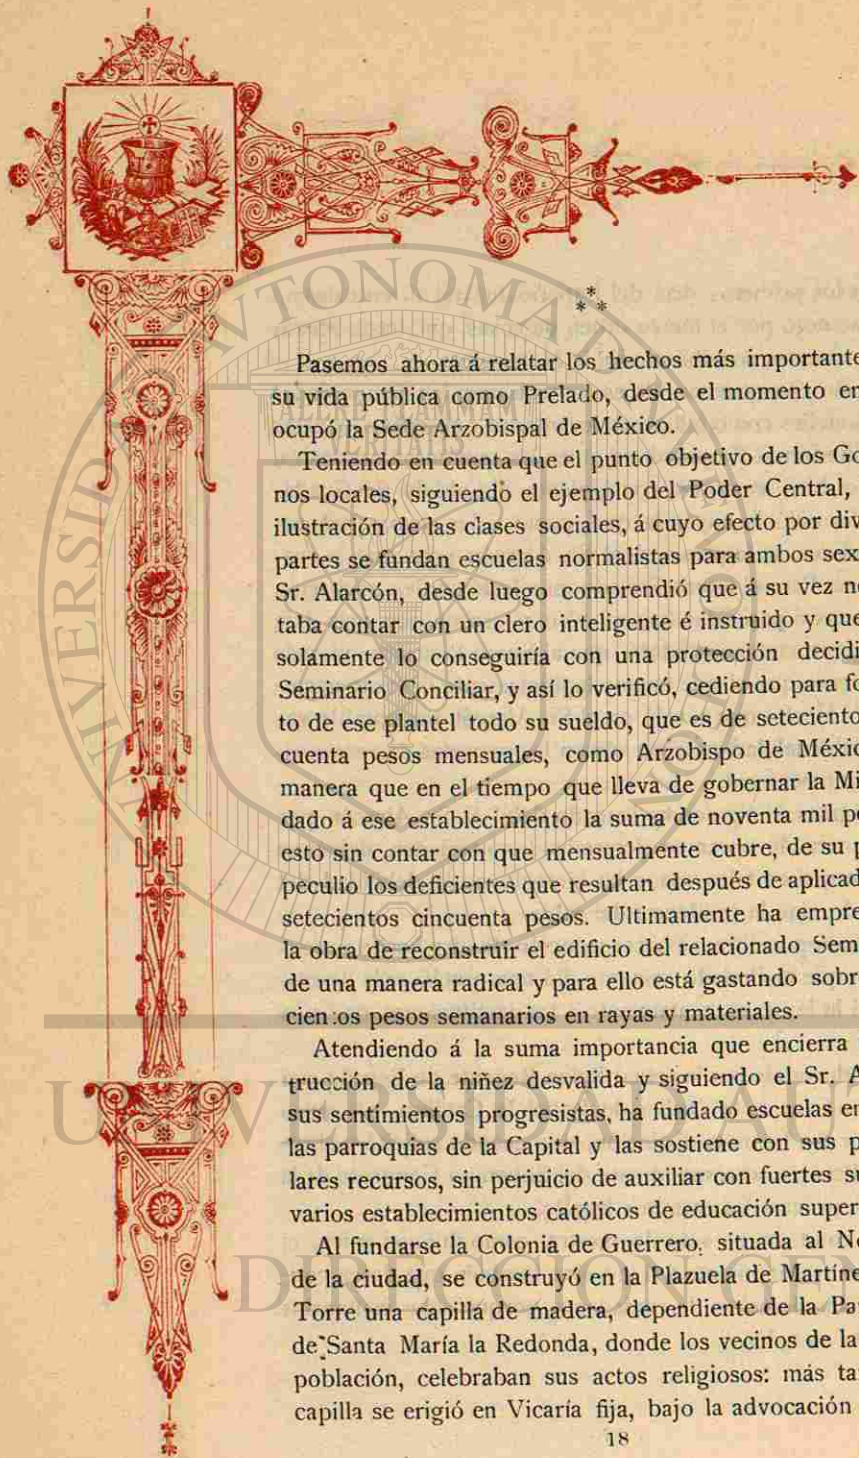 ***
Pasemos ahora á relatar los hechos más importante
su vida pública como Prelado, desde el momento en
ocupó la Sede Arzobispal de México.
Teniendo en cuenta que el punto objetivo de los Go
nos locales, siguiendo el ejemplo del Poder Central,
ilustración de las clases sociales, á cuyo efecto por div
partes se fundan escuelas normalistas para ambos sex
Sr. Alarcón, desde luego comprendió que á su vez ne
taba contar con un clero inteligente é instruido y que
solamente lo conseguiría con una protección decidi
Seminario Conciliar, y así lo verificó, cediendo para fo
to de ese plantel todo su sueldo, que es de seteciento
cuenta pesos mensuales, como Arzobispo de Méxic
manera que en el tiempo que lleva de gobernar la Mi
dado á ese establecimiento la suma de noventa mil pe
esto sin contar con que mensualmente cubre, de su p
peculio los deficientes que resultan después de aplicad
setecientos cincuenta pesos. Ultimamente ha empre
la obra de reconstruir el edificio del relacionado Sem
de una manera radical y para ello está gastando sobr
cien:os pesos semanarios en rayas y materiales.
Atendiendo á la suma importancia que encierra
trucción de la niñez desvalida y siguiendo el Sr. A
sus sentimientos progresistas, ha fundado escuelas en
las parroquias de la Capital y las sostiene con sus p
lares recursos, sin perjuicio de auxiliar con fuertes su
varios establecimientos católicos de educación super
Al fundarse la Colonia de Guerrero, situada al No
de la ciudad, se construyó en la Plazuela de Martíne
Torre una capilla de madera, dependiente de la Pa
de Santa María la Redonda, donde los vecinos de la
población, celebraban sus actos religiosos: más ta
capilla se erigió en Vicaría fija, bajo la advocación
18